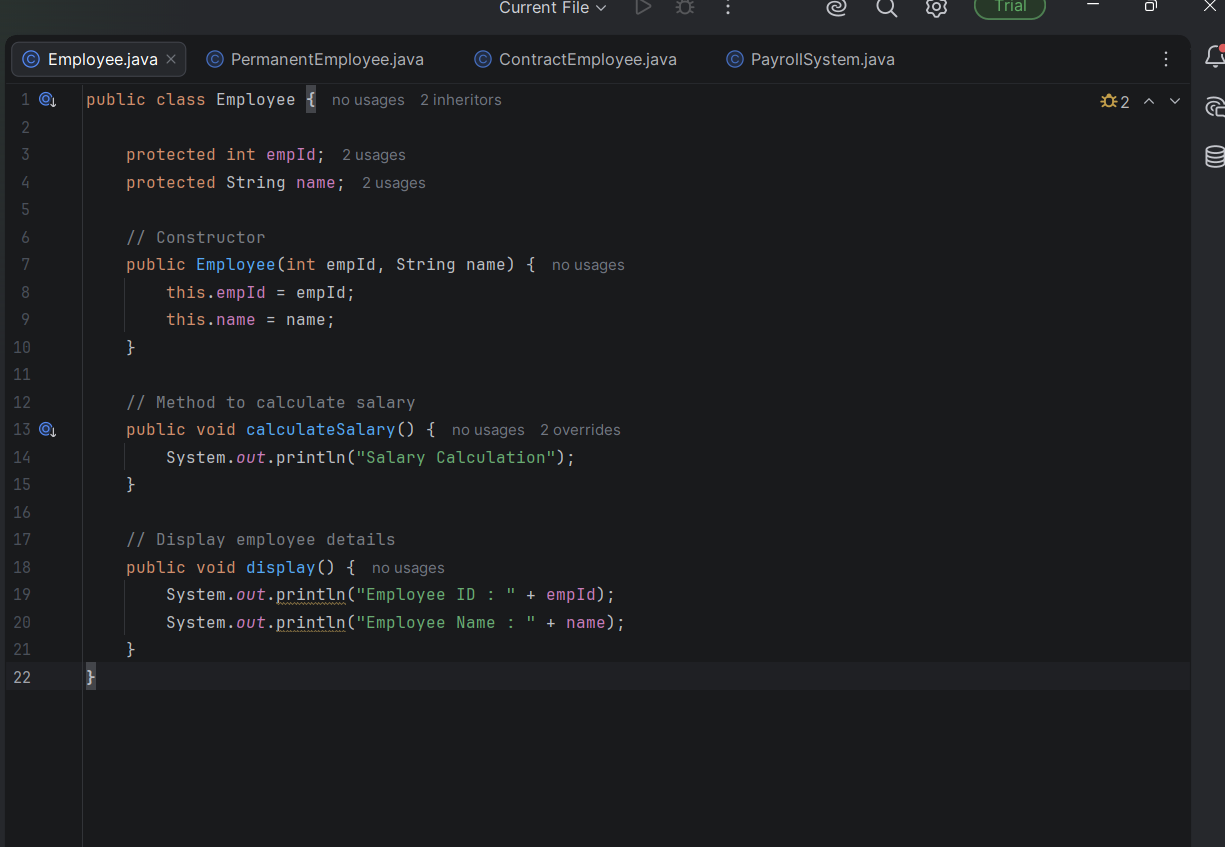 Current File
Trial
Employee.java
PermanentEmployee.java
ContractEmployee.java
PayrollSystem.java
1 public class Employee { no usages 2 inheritors
2
3 protected int empId; 2 usages
4 protected String name; 2 usages
5
6 // Constructor
7 public Employee(int empId, String name) { no usages
8 this.empId = empId;
9 this.name = name;
10 }
11
12 // Method to calculate salary
13 public void calculateSalary() { no usages 2 overrides
14 System.out.println("Salary Calculation");
15 }
16
17 // Display employee details
18 public void display() { no usages
19 System.out.println("Employee ID : " + empId);
20 System.out.println("Employee Name : " + name);
21 }
22 }
2